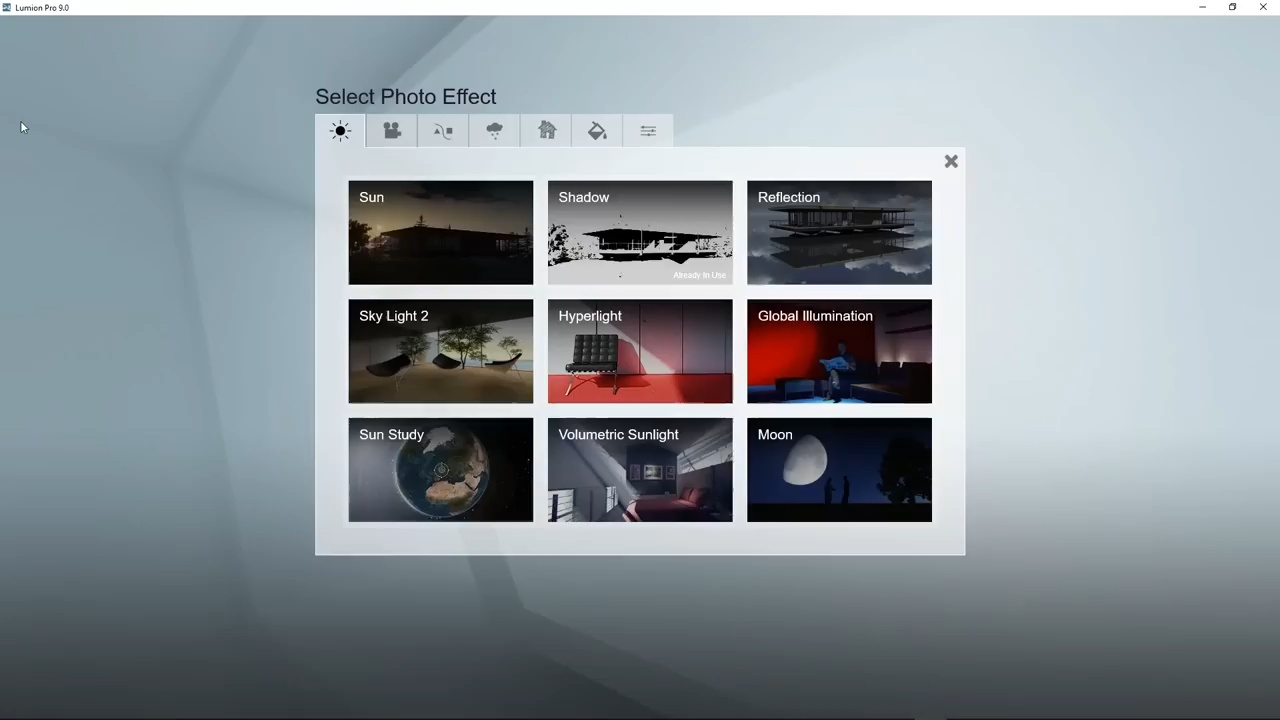 Lumion Pro 9.0
Select Photo Effect
Sun
Shadow
Already In Use
Reflection
Sky Light 2
Hyperlight
Global Illumination
Sun Study
Volumetric Sunlight
Moon